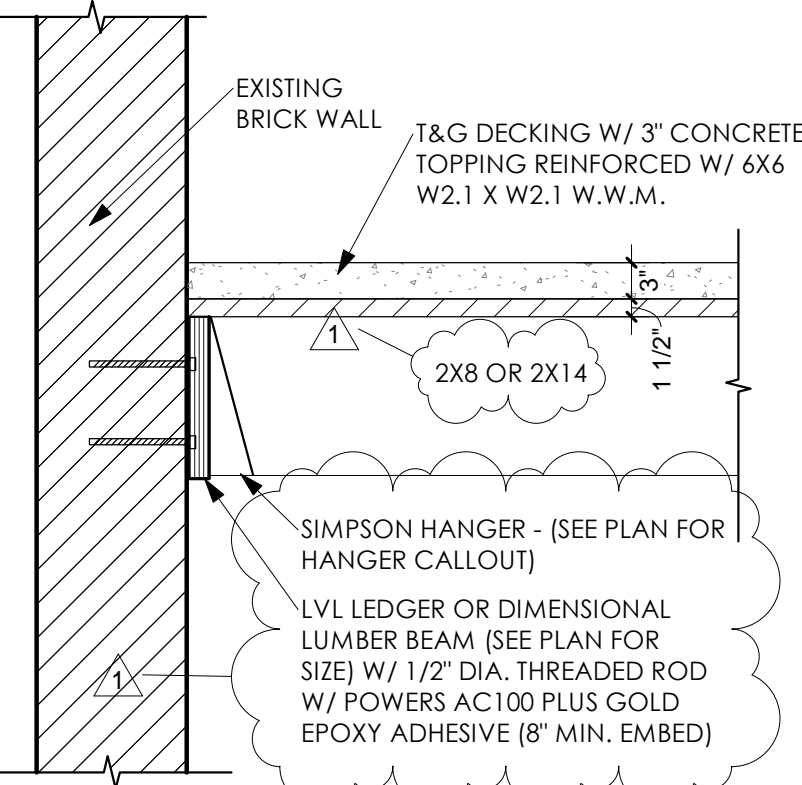 EXISTING
BRICK WALL
T&G DECKING W/ 3" CONCRETE
TOPPING REINFORCED W/ 6X6
W2.1 X W2.1 W.W.M.
3"
1 1/2"
1
2X8 OR 2X14
SIMPSON HANGER - (SEE PLAN FOR
HANGER CALLOUT)
LVL LEDGER OR DIMENSIONAL
LUMBER BEAM (SEE PLAN FOR
SIZE) W/ 1/2" DIA. THREADED ROD
W/ POWERS AC100 PLUS GOLD
EPOXY ADHESIVE (8" MIN. EMBED)
1